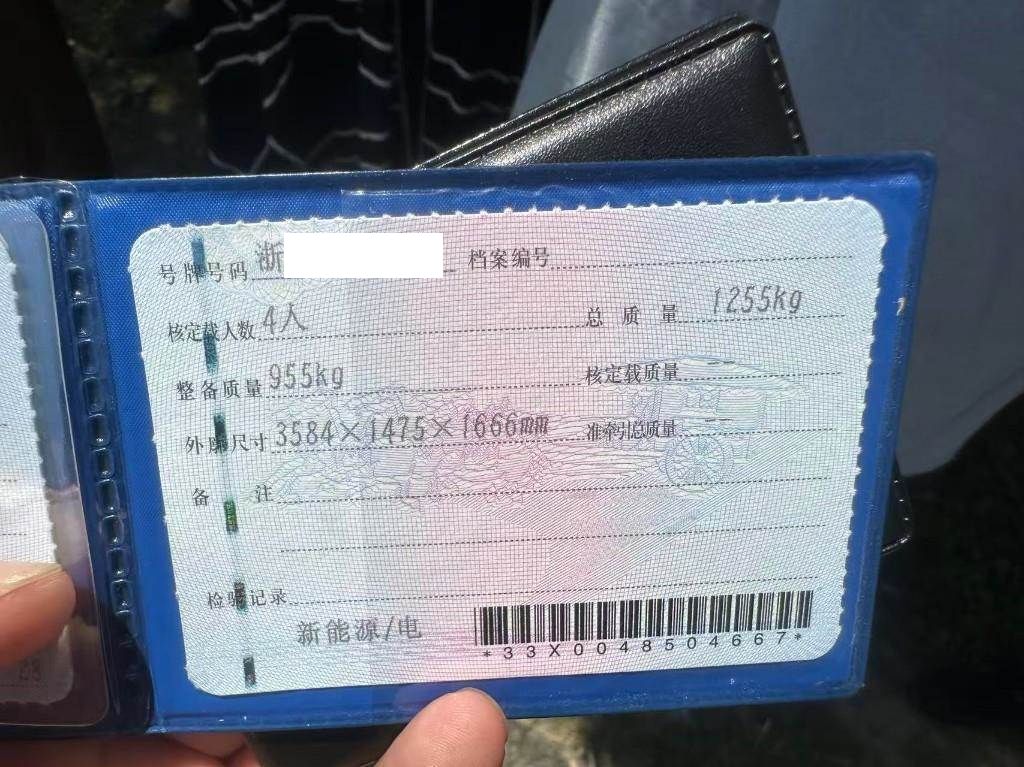 号牌号码 浙 档案编号
核定载人数 4人 总质量 1255kg
整备质量 955kg 核定载质量 --
外廓尺寸 3584×1475×1666mm 准牵引总质量 --
备注
检验记录
新能源/电
*33X0048504667*